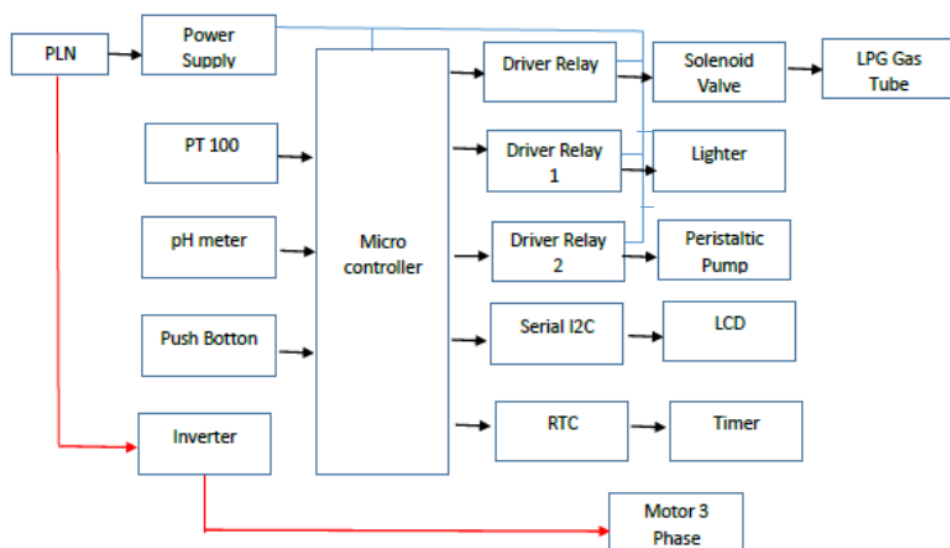 PLN
Power
Supply
Driver Relay
Solenoid
Valve
LPG Gas
Tube
PT 100
Driver Relay
1
Lighter
pH meter
Micro
controller
Driver Relay
2
Peristaltic
Pump
Push Botton
Serial I2C
LCD
Inverter
RTC
Timer
Motor 3
Phase